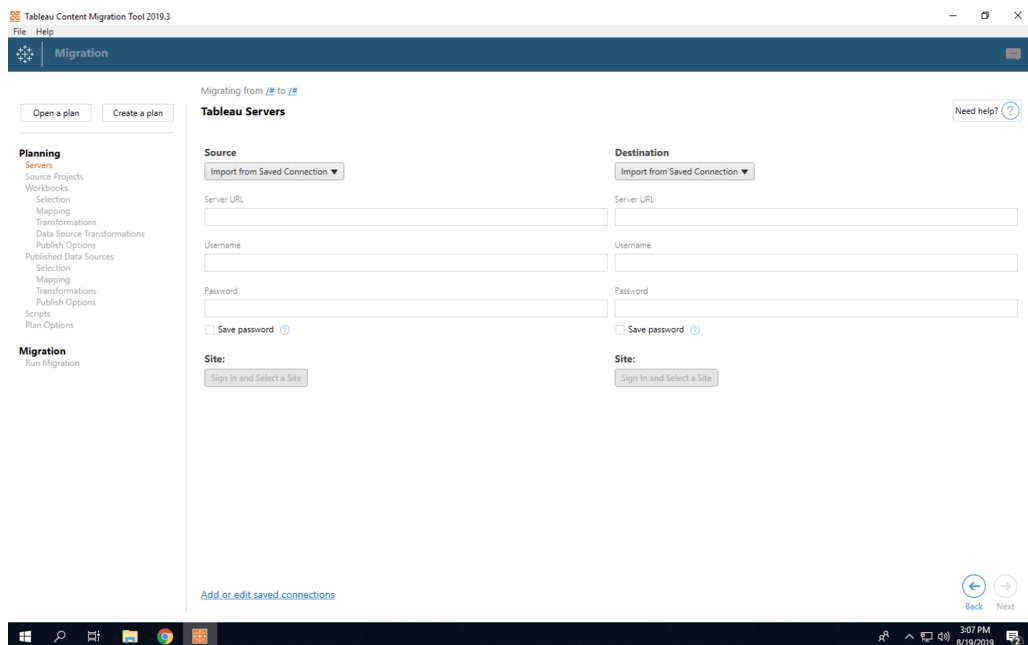 Tableau Content Migration Tool 2019.3
File Help
Migration
Open a plan Create a plan
Planning
Servers
Source Projects
Workbooks
Selection
Mapping
Transformations
Data Source Transformations
Publish Options
Published Data Sources
Selection
Mapping
Transformations
Publish Options
Scripts
Plan Options
Migration
Run Migration
Migrating from /# to /#
Tableau Servers
Need help? ?
Source
Import from Saved Connection ▼
Server URL
Username
Password
Save password ?
Site:
Sign In and Select a Site
Destination
Import from Saved Connection ▼
Server URL
Username
Password
Save password ?
Site:
Sign In and Select a Site
Add or edit saved connections
Back Next
3:07 PM
8/19/2019
2